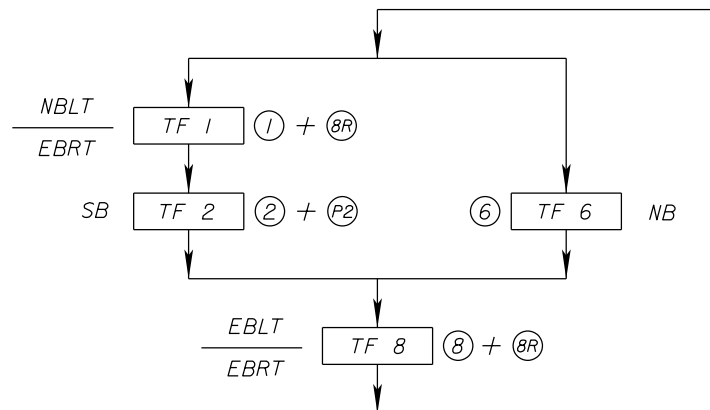 NBLT
EBRT
TF 1
1 + 8R
SB
TF 2
2 + P2
6
TF 6
NB
EBLT
EBRT
TF 8
8 + 8R